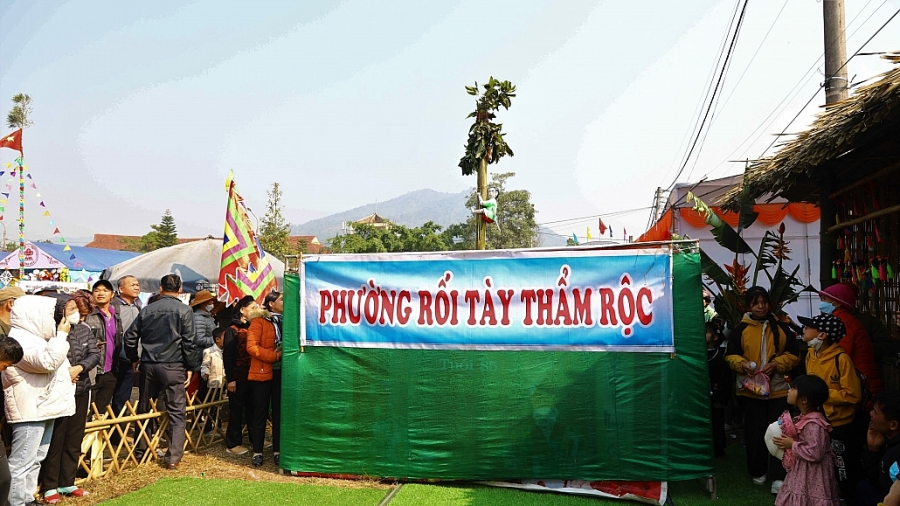 PHƯỜNG RỐI TÀY THẨM RỘC